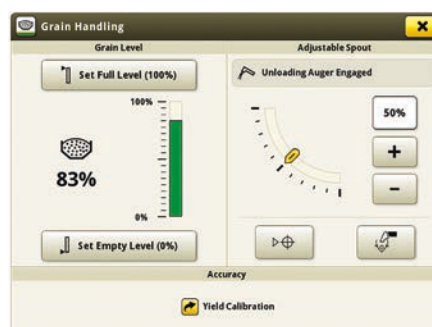 Grain Handling
Grain Level
Set Full Level (100%)
100%
83%
0%
Set Empty Level (0%)
Adjustable Spout
Unloading Auger Engaged
50%
+
−
Accuracy
Yield Calibration